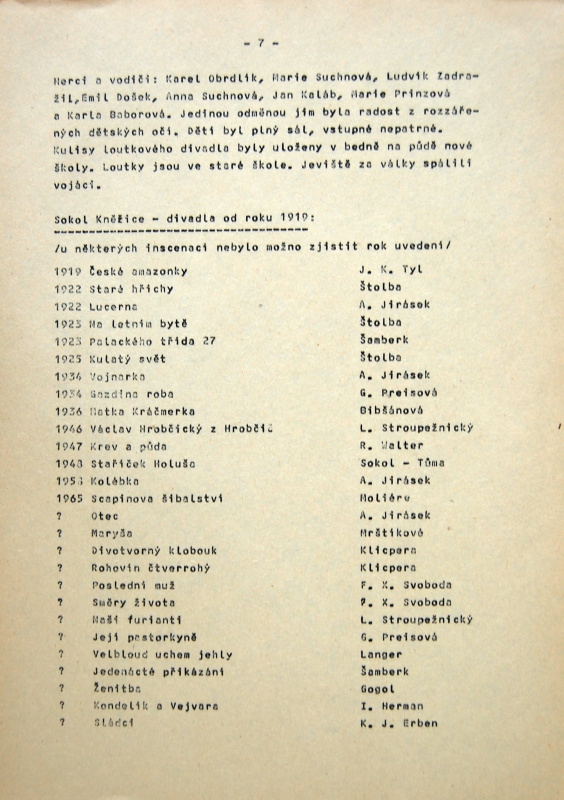 - 7 -
Herci a vodiči: Karel Obrdlík, Marie Suchnová, Ludvík Zadra-
žil,Emil Došek, Anna Suchnová, Jan Kaláb, Marie Prinzová
a Karla Baborová. Jedinou odměnou jim byla radost z rozzáře-
ných dětských očí. Dětí byl plný sál, vstupné nepatrné.
Kulisy loutkového divadla byly uloženy v bedně na půdě nové
školy. Loutky jsou ve staré škole. Jeviště za války spálili
vojáci.
Sokol Kněžice - divadla od roku 1919:
/u některých inscenací nebylo možno zjistit rok uvedení/
1919 České amazonky J. K. Tyl
1922 Staré hříchy Štolba
1922 Lucerna A. Jirásek
1923 Na letním bytě Štolba
1923 Palackého třída 27 Šamberk
1925 Kulatý svět Štolba
1934 Vojnarka A. Jirásek
1934 Gazdina roba G. Preisová
1936 Matka Kráčmerka Bibšánová
1946 Václav Hrobčický z Hrobčic L. Stroupežnický
1947 Krev a půda R. Walter
1948 Staříček Holuša Sokol - Tůma
1953 Kolébka A. Jirásek
1965 Scapinova šibalství Moliére
? Otec A. Jirásek
? Maryša Mrštíkové
? Divotvorný klobouk Klicpera
? Rohovín čtverrohý Klicpera
? Poslední muž F. X. Svoboda
? Směry života F. X. Svoboda
? Naši furianti L. Stroupežnický
? Její pastorkyně G. Preisová
? Velbloud uchem jehly Langer
? Jedenácté přikázání Šamberk
? Ženitba Gogol
? Kondelík a Vejvara I. Herman
? Sládci K. J. Erben